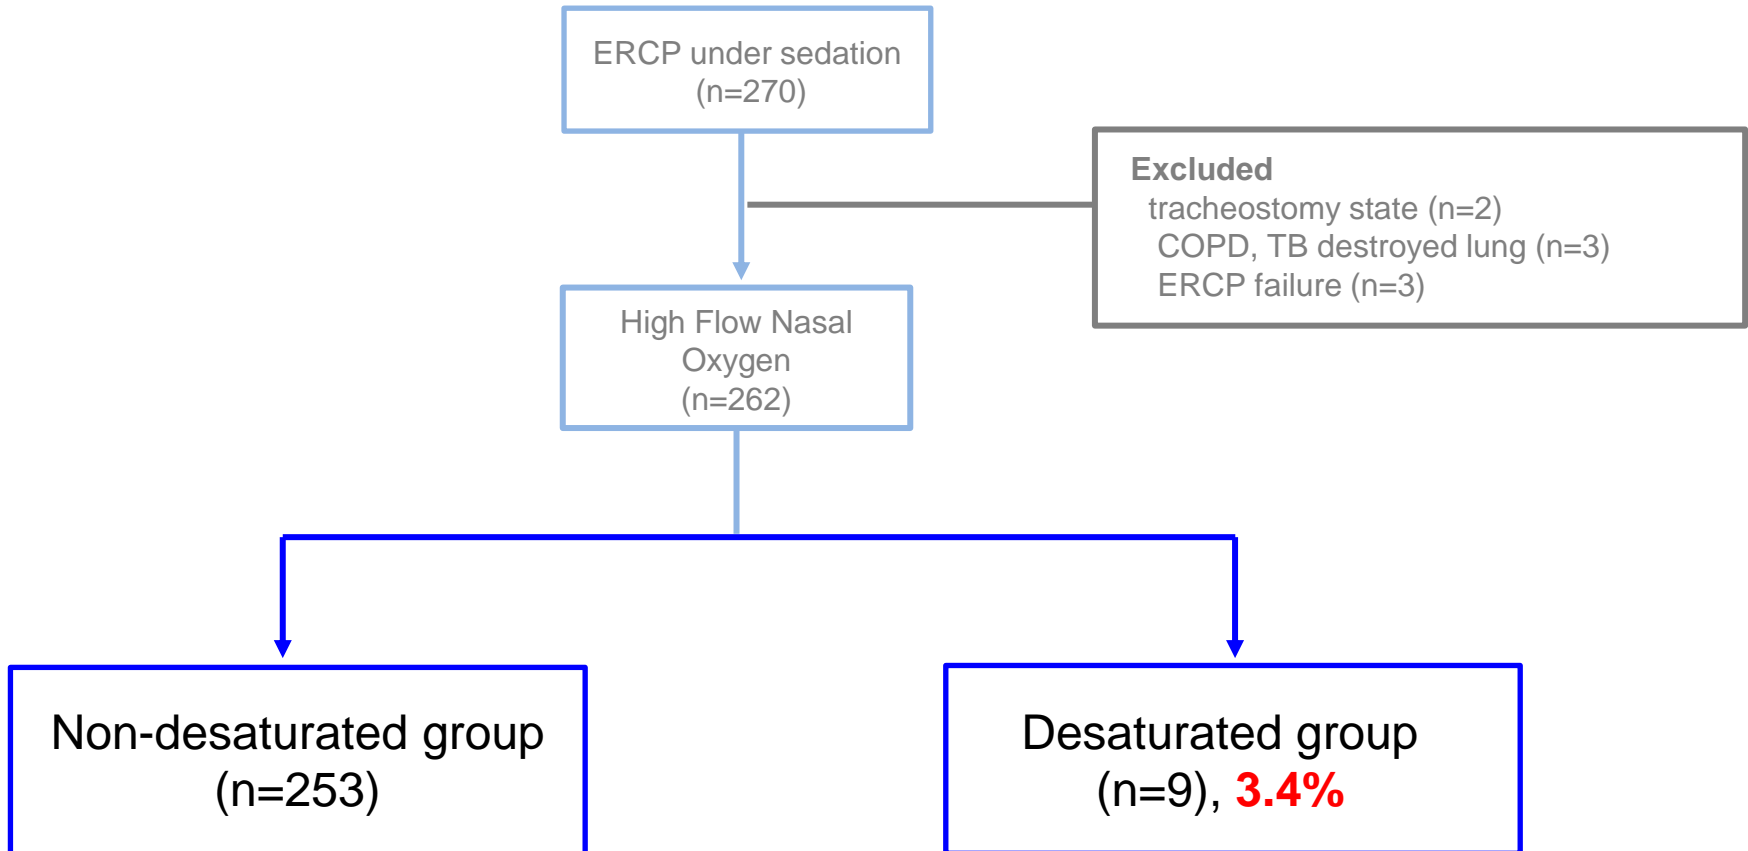 ERCP under sedation
(n=270)
Excluded
tracheostomy state (n=2)
COPD, TB destroyed lung (n=3)
ERCP failure (n=3)
High Flow Nasal
Oxygen
(n=262)
Non-desaturated group
(n=253)
Desaturated group
(n=9), 3.4%